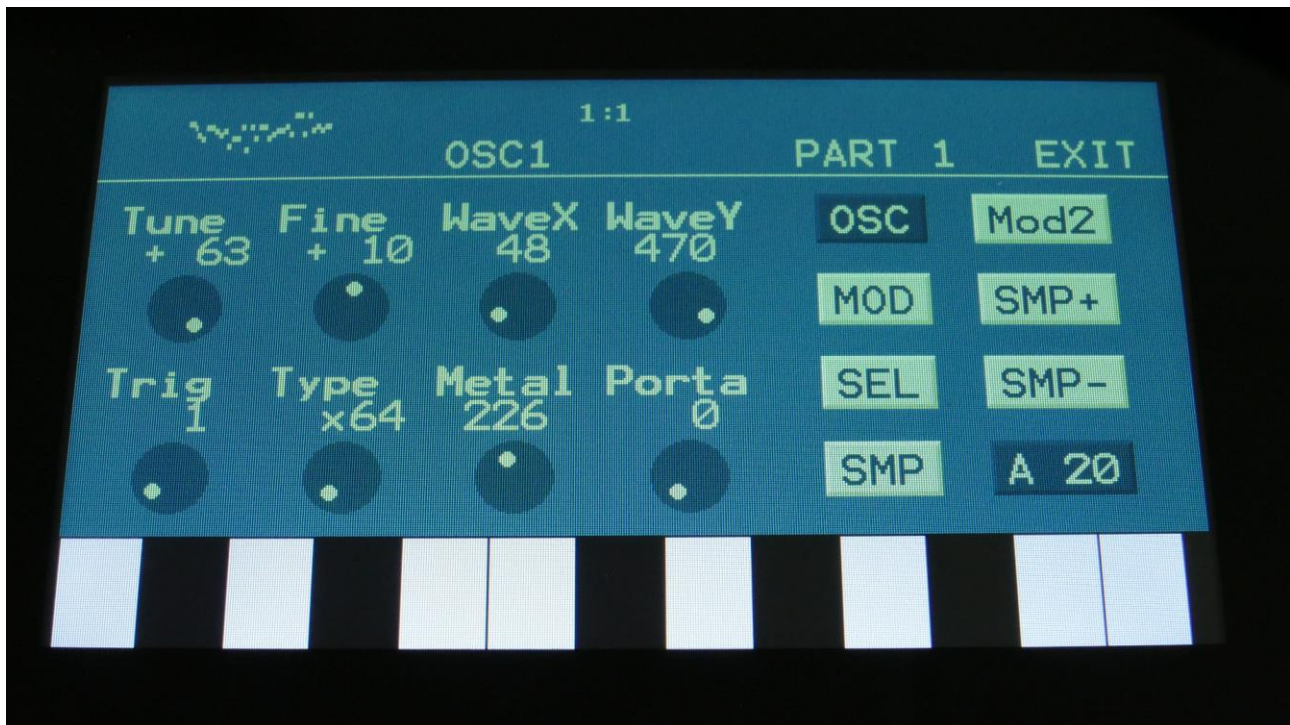 1:1
OSC1 PART 1 EXIT
Tune Fine WaveX WaveY OSC Mod2
+ 63 + 10 48 470
MOD SMP+
Trig Type Metal Porta SEL SMP-
1 x64 226 0
SMP A 20